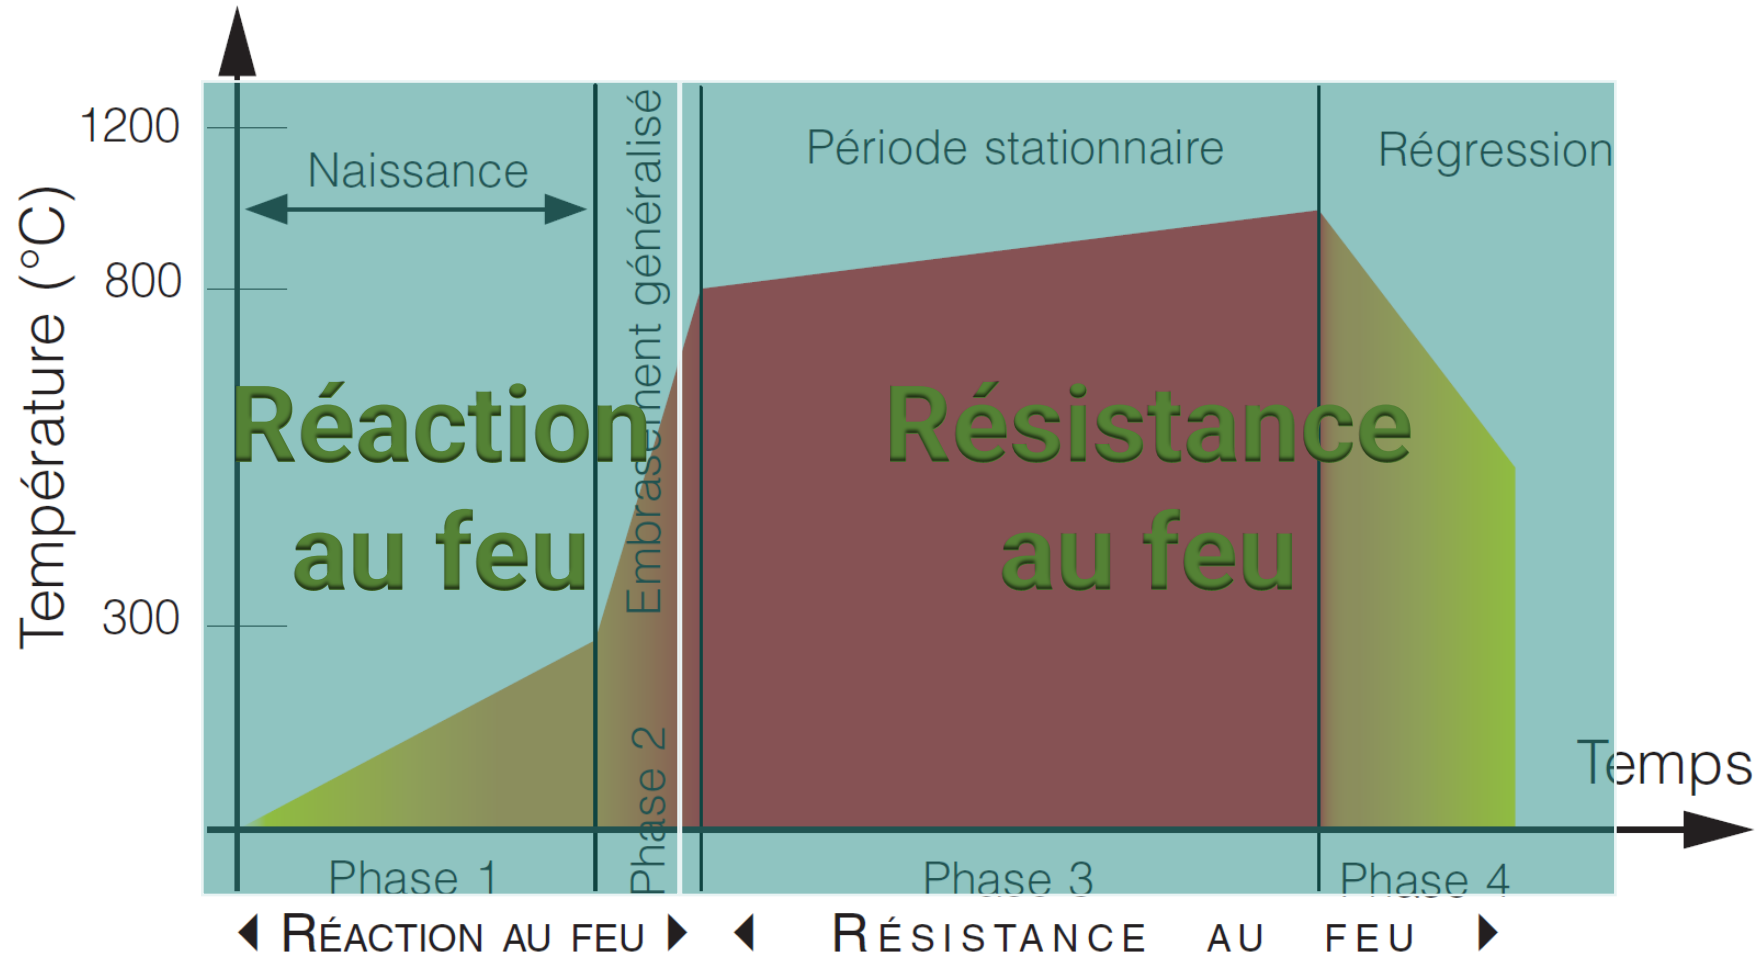 1200
800
300
Température (°C)
Naissance
Embrasement généralisé
Période stationnaire
Régression
Réaction
au feu
Résistance
au feu
Temps
Phase 1
Phase 2
Phase 3
Phase 4
RÉACTION AU FEU
RÉSISTANCE AU FEU